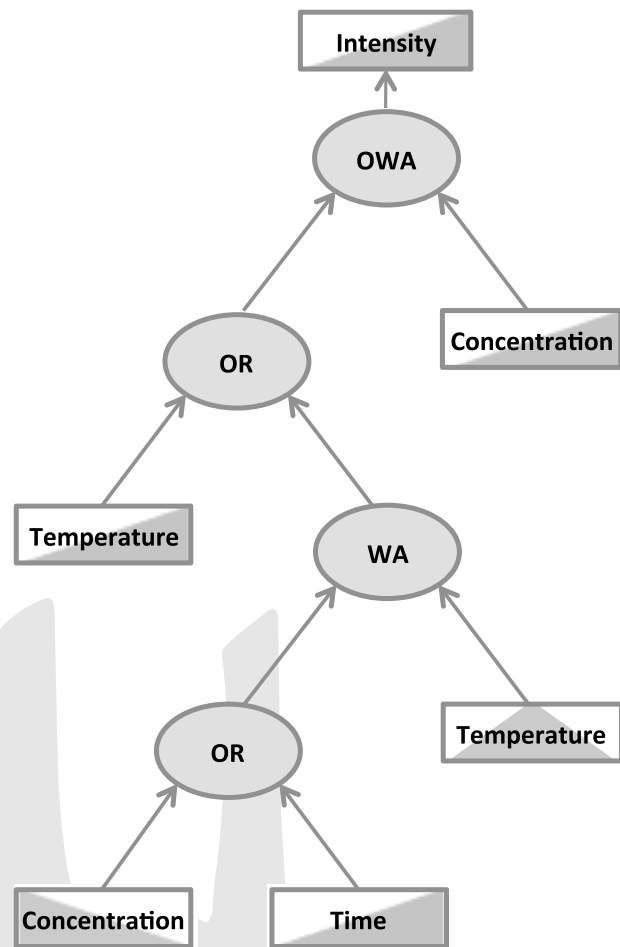 Intensity
OWA
Concentration
OR
Temperature
WA
Temperature
OR
Concentration
Time